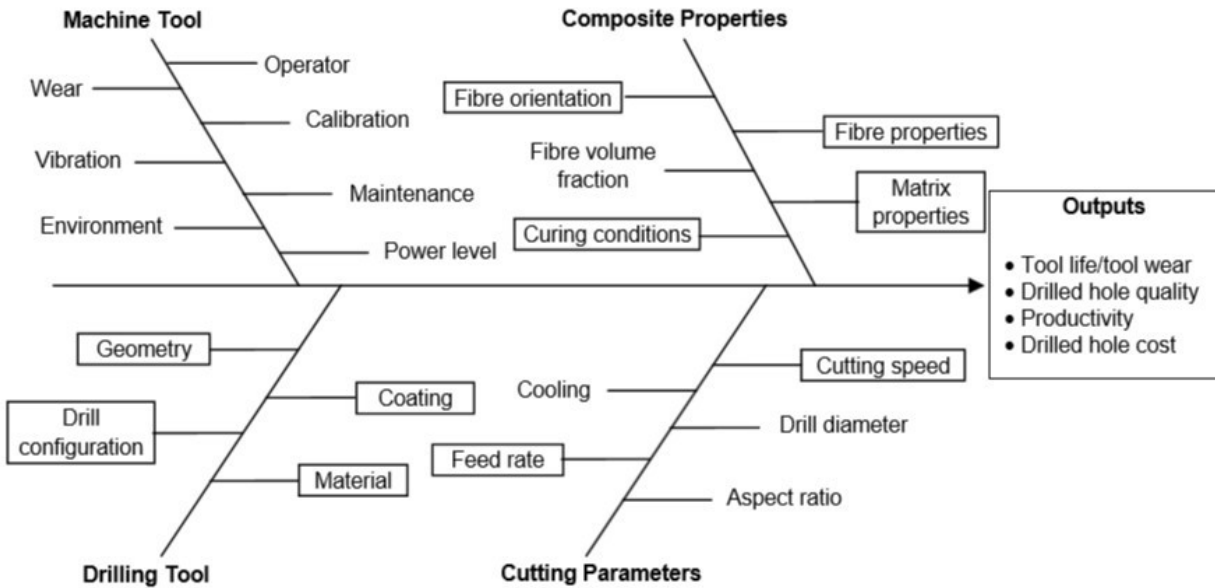 Machine Tool
Composite Properties
Operator
Wear
Calibration
Vibration
Maintenance
Environment
Power level
Fibre orientation
Fibre properties
Fibre volume
fraction
Matrix
properties
Curing conditions
Outputs
• Tool life/tool wear
• Drilled hole quality
• Productivity
• Drilled hole cost
Geometry
Coating
Drill
configuration
Material
Cutting speed
Cooling
Drill diameter
Feed rate
Aspect ratio
Drilling Tool
Cutting Parameters